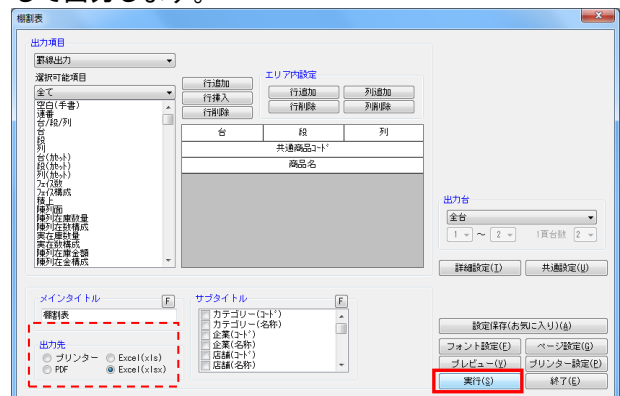 棚割表
出力項目
罫線出力
選択可能項目
全て
空白(手書)
連番
台/段/列
台
段
列
台(ｶｾｯﾄ)
段(ｶｾｯﾄ)
列(ｶｾｯﾄ)
ﾌｪｲｽ数
ﾌｪｲｽ構成
積上
陳列面
陳列在庫数量
陳列在数構成
実在庫数量
実在数構成
陳列在庫金額
陳列在金構成
行追加
行挿入
行削除
エリア内設定
行追加
列追加
行削除
列削除
台 段 列
共通商品ｺｰﾄﾞ
商品名
出力台
全台
1 ～ 2 1頁台数 2
詳細設定(T) 共通設定(U)
メインタイトル F
棚割表
サブタイトル F
カテゴリー(ｺｰﾄﾞ)
カテゴリー(名称)
企業(ｺｰﾄﾞ)
企業(名称)
店舗(ｺｰﾄﾞ)
店舗(名称)
出力先
プリンター Excel(xls)
PDF Excel(xlsx)
設定保存(お気に入り)(A)
フォント設定(F) ページ設定(G)
プレビュー(V) プリンター設定(P)
実行(S) 終了(E)